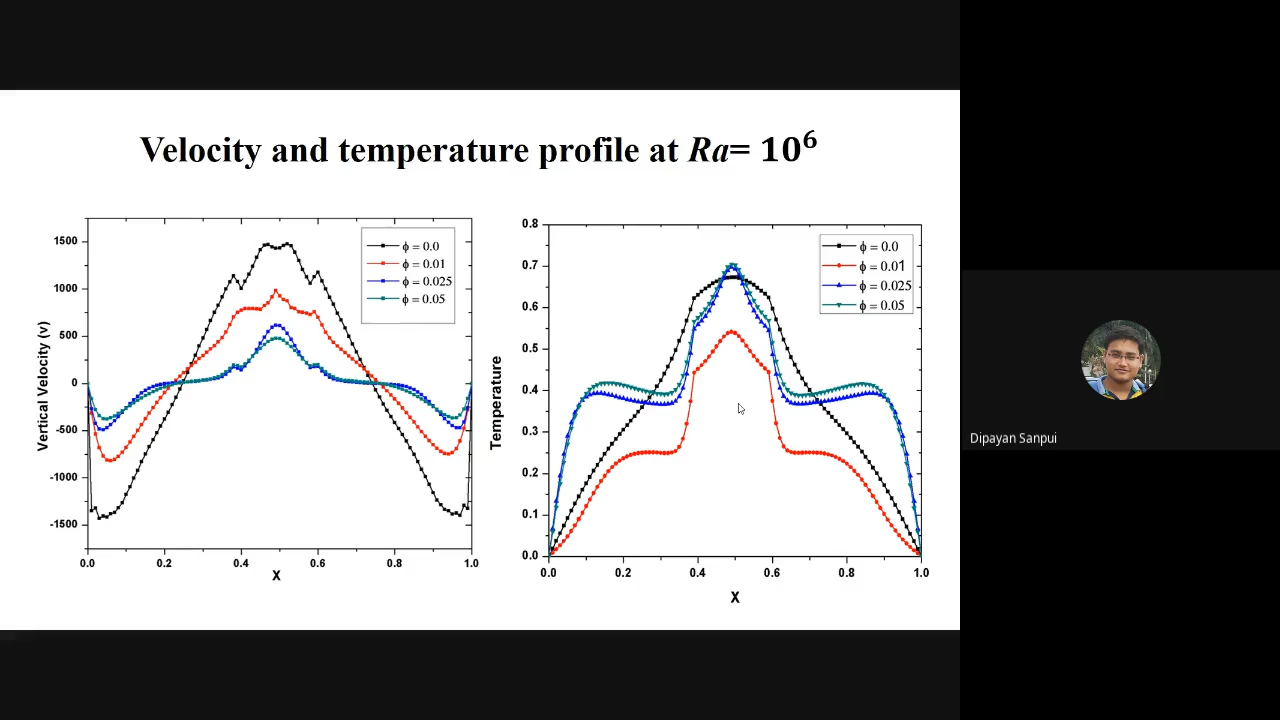 Velocity and temperature profile at Ra= 10⁶
1500
1000
500
0
-500
-1000
-1500
Vertical Velocity (v)
0.0 0.2 0.4 0.6 0.8 1.0
X
ϕ = 0.0
ϕ = 0.01
ϕ = 0.025
ϕ = 0.05
0.8
0.7
0.6
0.5
0.4
0.3
0.2
0.1
0.0
Temperature
0.0 0.2 0.4 0.6 0.8 1.0
X
ϕ = 0.0
ϕ = 0.01
ϕ = 0.025
ϕ = 0.05
Dipayan Sanpui